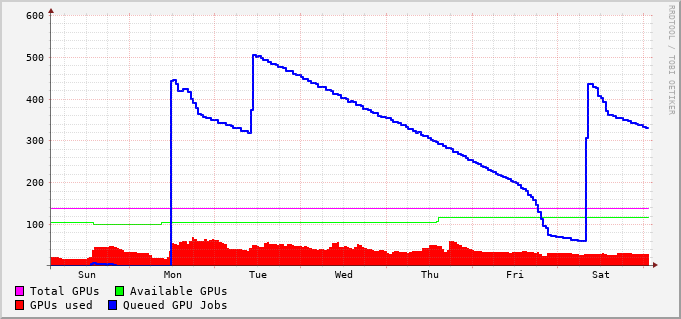 600
500
400
300
200
100
Sun Mon Tue Wed Thu Fri Sat
Total GPUs Available GPUs
GPUs used Queued GPU Jobs
RRDTOOL / TOBI OETIKER